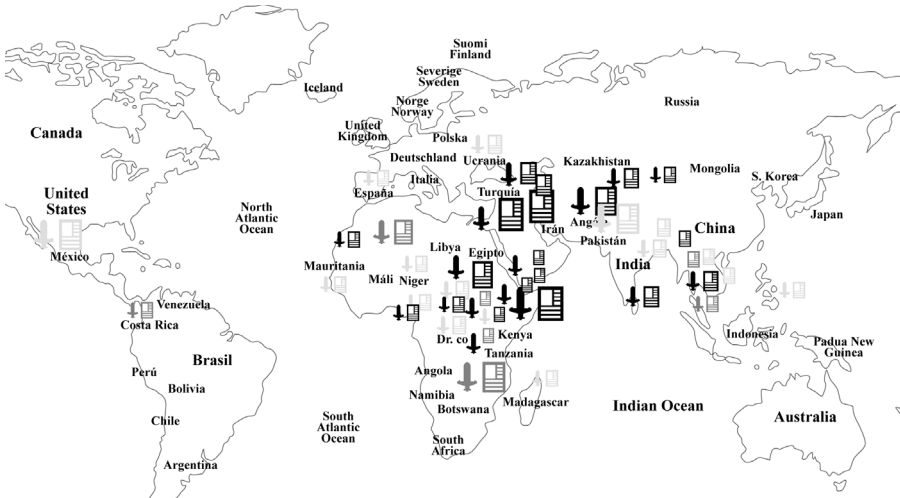 Suomi
Finland
Severige
Sweden
Iceland
Norge
Norway
Russia
United
Kingdom
Canada
Polska
Deutschland
Ucrania
Kazakhstan
Mongolia
S. Korea
Italia
España
Turquía
United
States
North
Atlantic
Ocean
Japan
Irán
China
Pakistán
México
Libya
Egipto
Mauritania
Máli
Niger
India
Venezuela
Costa Rica
Dr. co
Kenya
Indonesia
Tanzania
Padua New
Guinea
Brasil
Perú
Angola
Bolivia
Namibia
Botswana
Madagascar
Indian Ocean
Chile
South
Atlantic
Ocean
Australia
South
Africa
Argentina